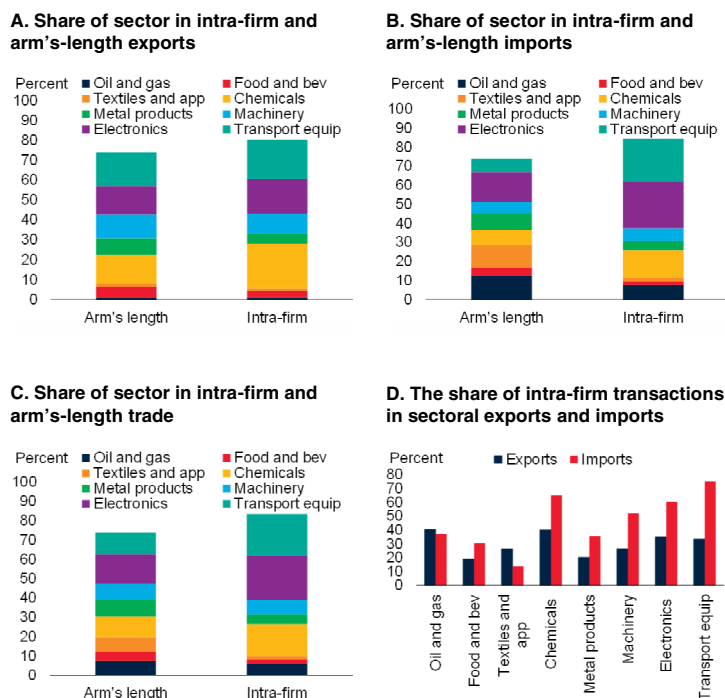 A. Share of sector in intra-firm and
arm's-length exports
Percent
Oil and gas
Food and bev
Textiles and app
Chemicals
Metal products
Machinery
Electronics
Transport equip
100
90
80
70
60
50
40
30
20
10
0
Arm's length
Intra-firm
B. Share of sector in intra-firm and
arm's-length imports
Percent
Oil and gas
Food and bev
Textiles and app
Chemicals
Metal products
Machinery
Electronics
Transport equip
100
90
80
70
60
50
40
30
20
10
0
Arm's length
Intra-firm
C. Share of sector in intra-firm and
arm's-length trade
Percent
Oil and gas
Food and bev
Textiles and app
Chemicals
Metal products
Machinery
Electronics
Transport equip
100
90
80
70
60
50
40
30
20
10
0
Arm's length
Intra-firm
D. The share of intra-firm transactions
in sectoral exports and imports
Percent
Exports
Imports
80
70
60
50
40
30
20
10
0
Oil and gas
Food and bev
Textiles and
app
Chemicals
Metal products
Machinery
Electronics
Transport equip